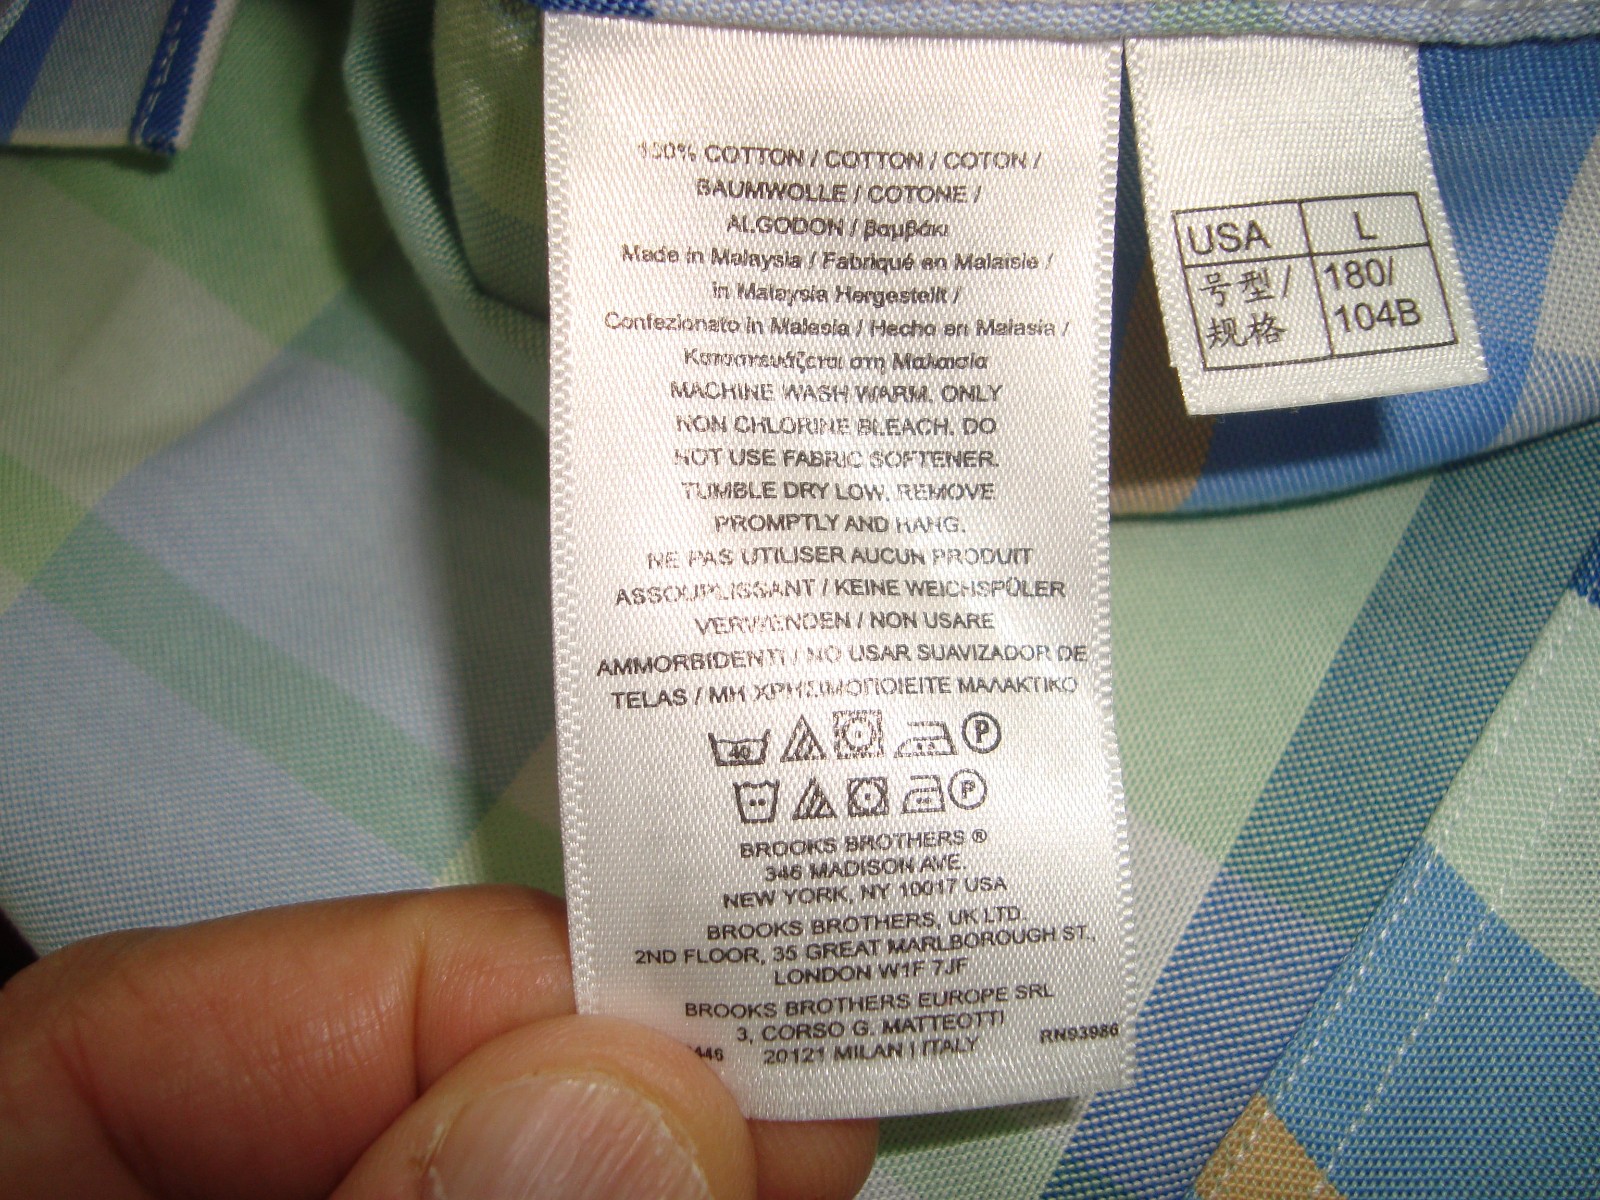 100% COTTON / COTTON / COTON /
BAUMWOLLE / COTONE /
ALGODON / βαμβάκι
Made in Malaysia / Fabriqué en Malaisie /
in Malaysia Hergestellt /
Confezionato in Malesia / Hecho en Malasia /
Κατασκευάζεται στη Μαλαισία
MACHINE WASH WARM. ONLY
NON CHLORINE BLEACH. DO
NOT USE FABRIC SOFTENER.
TUMBLE DRY LOW. REMOVE
PROMPTLY AND HANG.
NE PAS UTILISER AUCUN PRODUIT
ASSOUPLISSANT / KEINE WEICHSPÜLER
VERWENDEN / NON USARE
AMMORBIDENTI / NO USAR SUAVIZADOR DE
TELAS / ΜΗ ΧΡΗΣΙΜΟΠΟΙΕΙΤΕ ΜΑΛΑΚΤΙΚΟ
40 P
P
BROOKS BROTHERS ®
346 MADISON AVE.
NEW YORK, NY 10017 USA
BROOKS BROTHERS, UK LTD.
2ND FLOOR, 35 GREAT MARLBOROUGH ST.,
LONDON W1F 7JF
BROOKS BROTHERS EUROPE SRL
3, CORSO G. MATTEOTTI
20121 MILAN | ITALY
RN93986
USA L
号型/ 180/
规格 104B